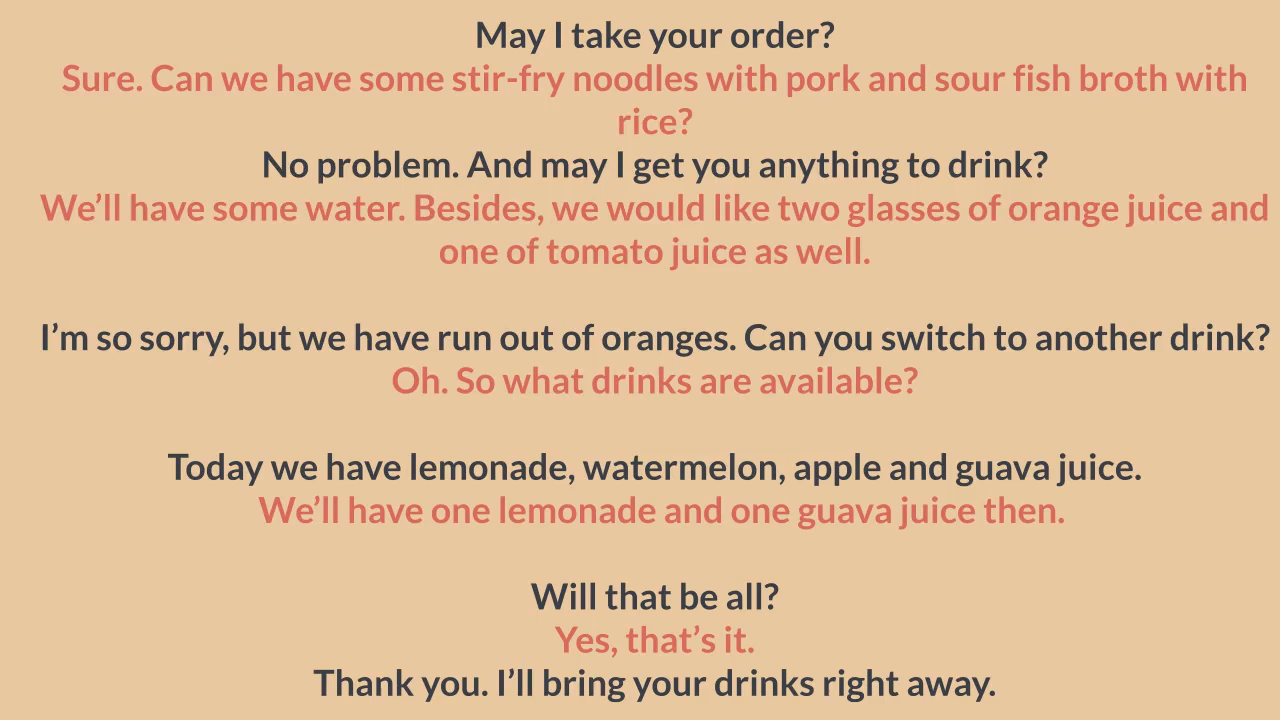 May I take your order?
Sure. Can we have some stir-fry noodles with pork and sour fish broth with
rice?
No problem. And may I get you anything to drink?
We’ll have some water. Besides, we would like two glasses of orange juice and
one of tomato juice as well.
I’m so sorry, but we have run out of oranges. Can you switch to another drink?
Oh. So what drinks are available?
Today we have lemonade, watermelon, apple and guava juice.
We’ll have one lemonade and one guava juice then.
Will that be all?
Yes, that’s it.
Thank you. I’ll bring your drinks right away.